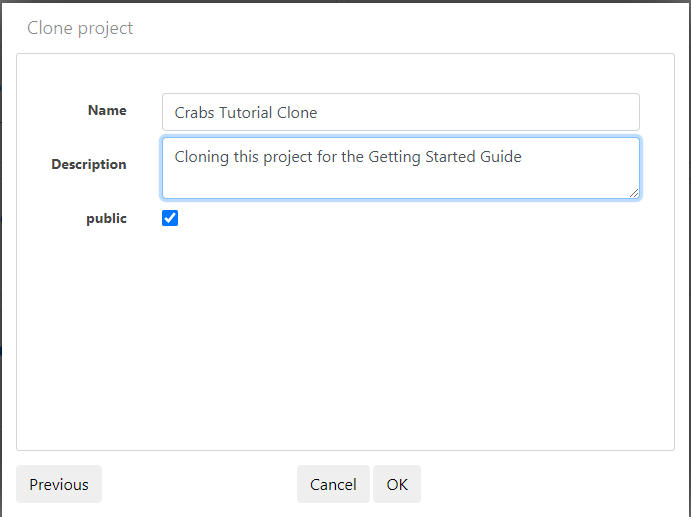 Clone project
Name
Crabs Tutorial Clone
Description
Cloning this project for the Getting Started Guide
public
Previous
Cancel
OK